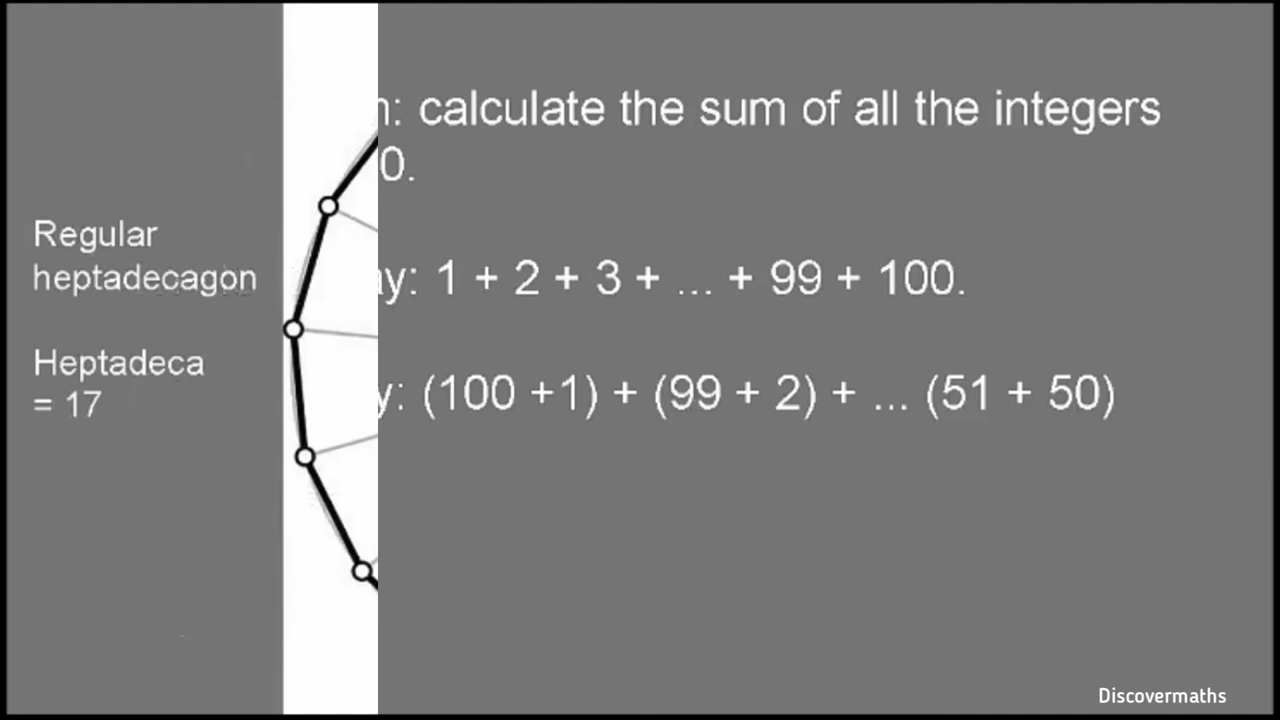 Regular
heptadecagon
Heptadeca
= 17
: calculate the sum of all the integers
0.
y: 1 + 2 + 3 + ... + 99 + 100.
y: (100 +1) + (99 + 2) + ... (51 + 50)
Discovermaths